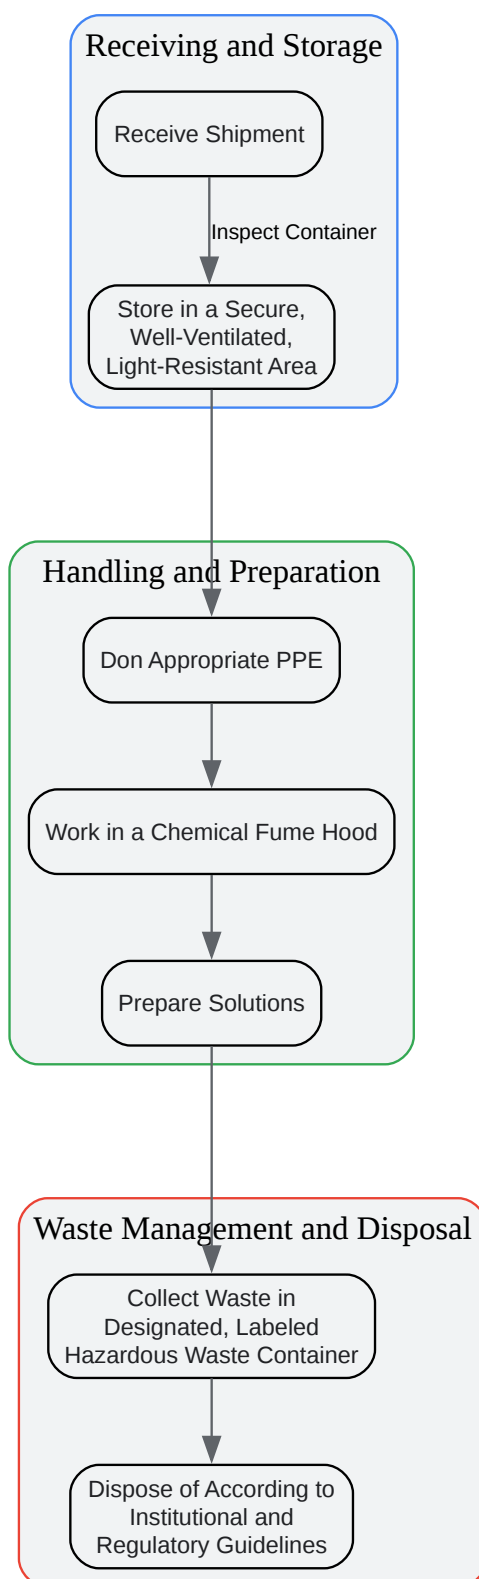 Receiving and Storage
Receive Shipment
Inspect Container
Store in a Secure,
Well-Ventilated,
Light-Resistant Area
Handling and Preparation
Don Appropriate PPE
Work in a Chemical Fume Hood
Prepare Solutions
Waste Management and Disposal
Collect Waste in
Designated, Labeled
Hazardous Waste Container
Dispose of According to
Institutional and
Regulatory Guidelines